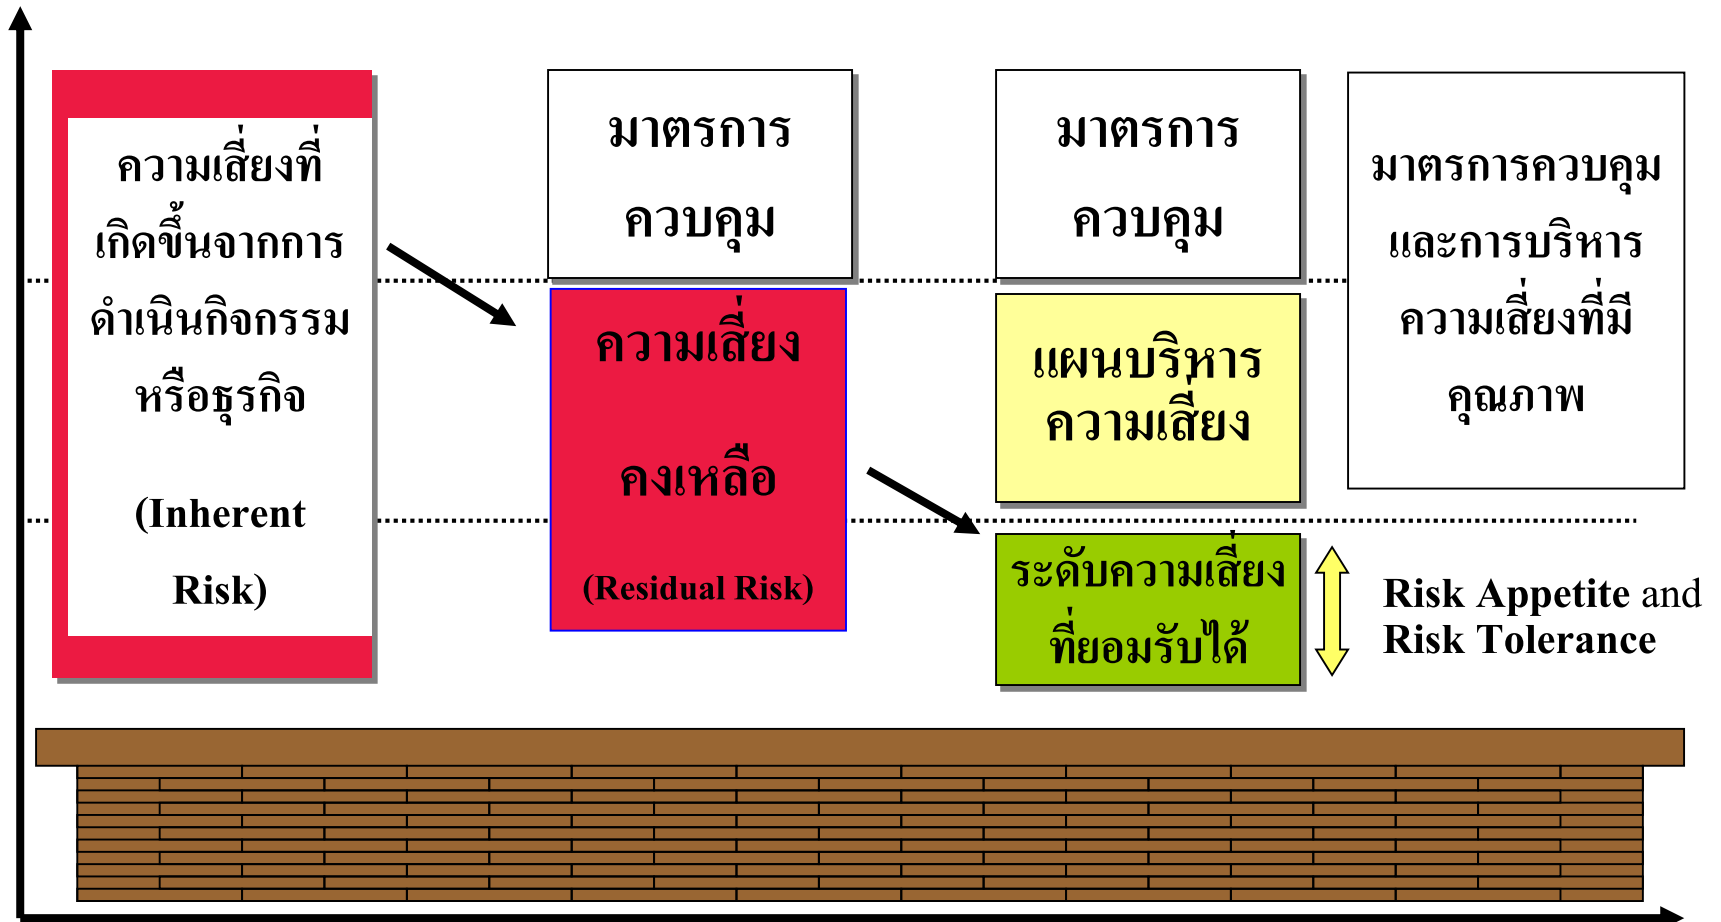 ความเสี่ยงที่
เกิดขึ้นจากการ
ดำเนินกิจกรรม
หรือธุรกิจ
(Inherent
Risk)
มาตรการ
ควบคุม
ความเสี่ยง
คงเหลือ
(Residual Risk)
มาตรการ
ควบคุม
แผนบริหาร
ความเสี่ยง
ระดับความเสี่ยง
ที่ยอมรับได้
มาตรการควบคุม
และการบริหาร
ความเสี่ยงที่มี
คุณภาพ
Risk Appetite and
Risk Tolerance